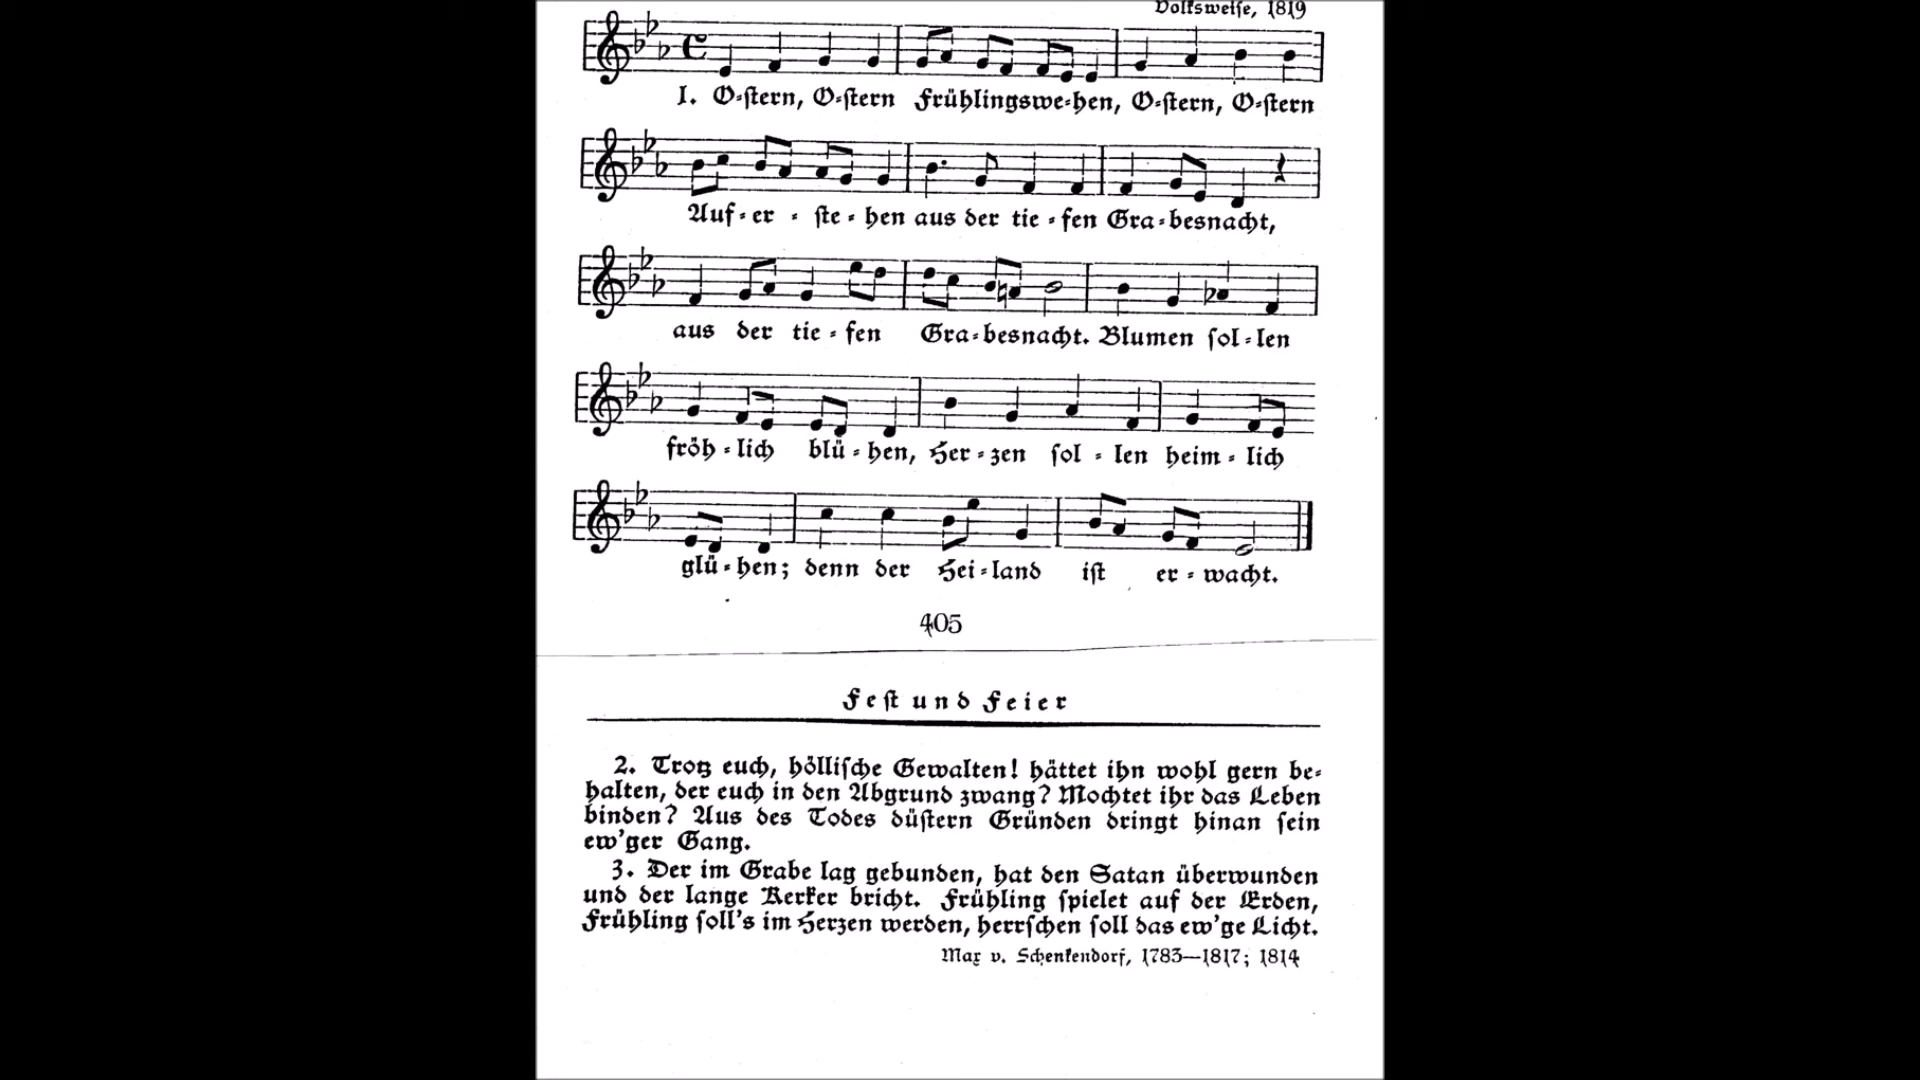 Volksweise, 1819
1. O-stern, O-stern Frühlingswe-hen, O-stern, O-stern
Auf-er - ste-hen aus der tie-fen Gra-besnacht,
aus der tie-fen Gra-besnacht. Blumen sol-len
fröh-lich blü-hen, Her-zen sol-len heim-lich
glü-hen; denn der Hei-land ist er-wacht.
405
Fest und Feier
2. Trotz euch, höllische Gewalten! hättet ihn wohl gern be-
halten, der euch in den Abgrund zwang? Mochtet ihr das Leben
binden? Aus des Todes düstern Gründen dringt hinan sein
ew'ger Gang.
3. Der im Grabe lag gebunden, hat den Satan überwunden
und der lange Kerker bricht. Frühling spielet auf der Erden,
Frühling soll's im Herzen werden, herrschen soll das ew'ge Licht.
Max v. Schenkendorf, 1783—1817; 1814